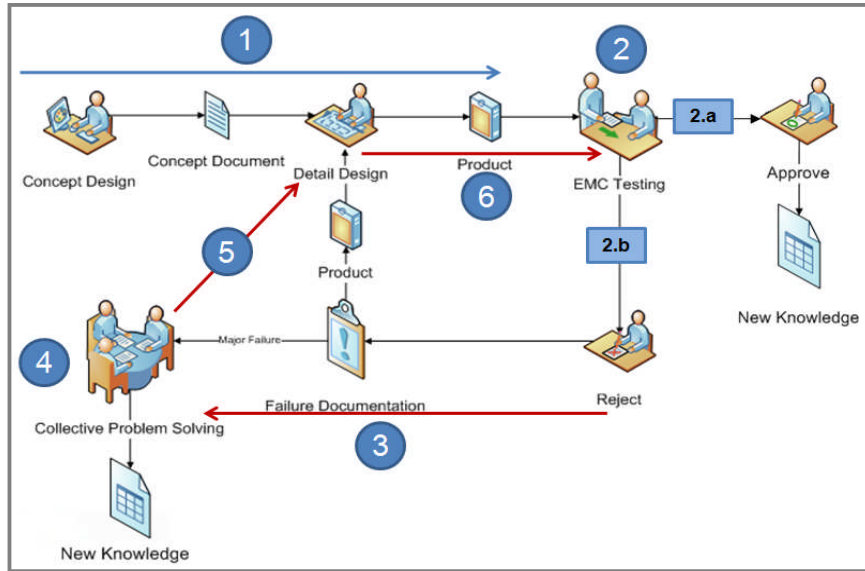 1
2
2.a
Concept Design
Concept Document
Detail Design
Product
EMC Testing
Approve
6
5
2.b
Product
New Knowledge
4
Major Failure
Failure Documentation
Reject
Collective Problem Solving
3
New Knowledge